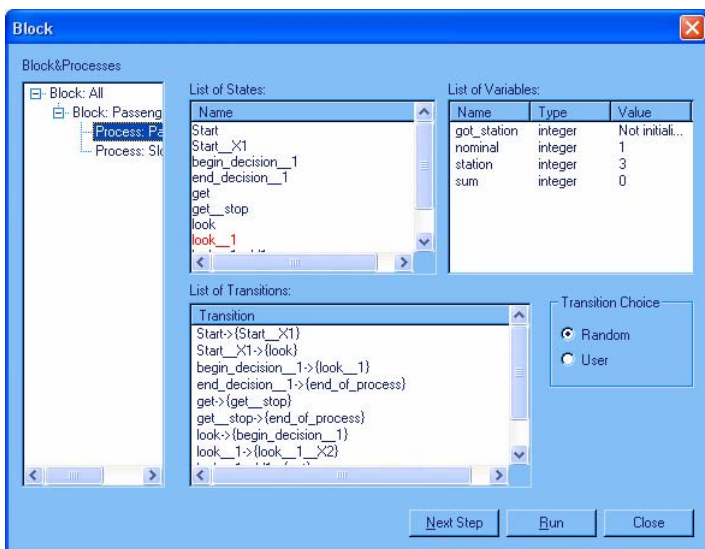 Block
Block&Processes
Block: All
Block: Passeng
Process: Pa
Process: Slo
List of States:
Name
Start
Start__X1
begin_decision__1
end_decision__1
get
get__stop
look
look__1
List of Variables:
Name Type Value
got_station integer Not initiali...
nominal integer 1
station integer 3
sum integer 0
List of Transitions:
Transition
Start->{Start__X1}
Start__X1->{look}
begin_decision__1->{look__1}
end_decision__1->{end_of_process}
get->{get__stop}
get__stop->{end_of_process}
look->{begin_decision__1}
look__1->{look__1__X2}
Transition Choice
Random
User
Next Step Run Close